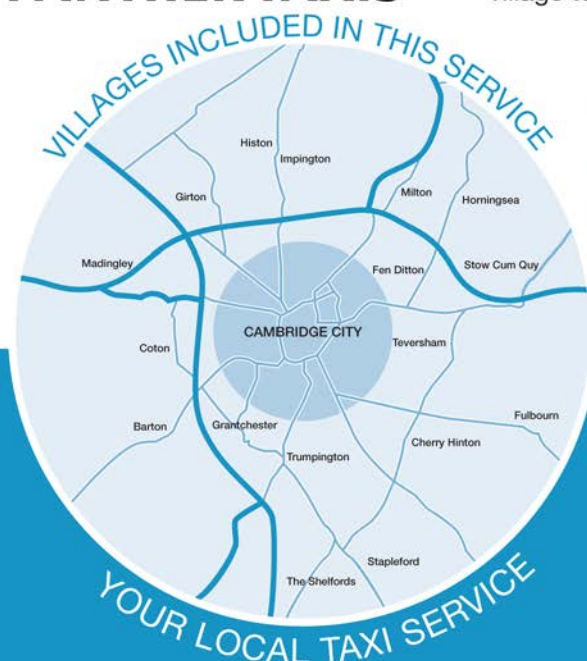 VILLAGES INCLUDED IN THIS SERVICE
Histon
Impington
Girton
Milton
Horningsea
Madingley
Fen Ditton
Stow Cum Quy
CAMBRIDGE CITY
Coton
Teversham
Barton
Grantchester
Fulbourn
Cherry Hinton
Trumpington
Stapleford
The Shelfords
YOUR LOCAL TAXI SERVICE